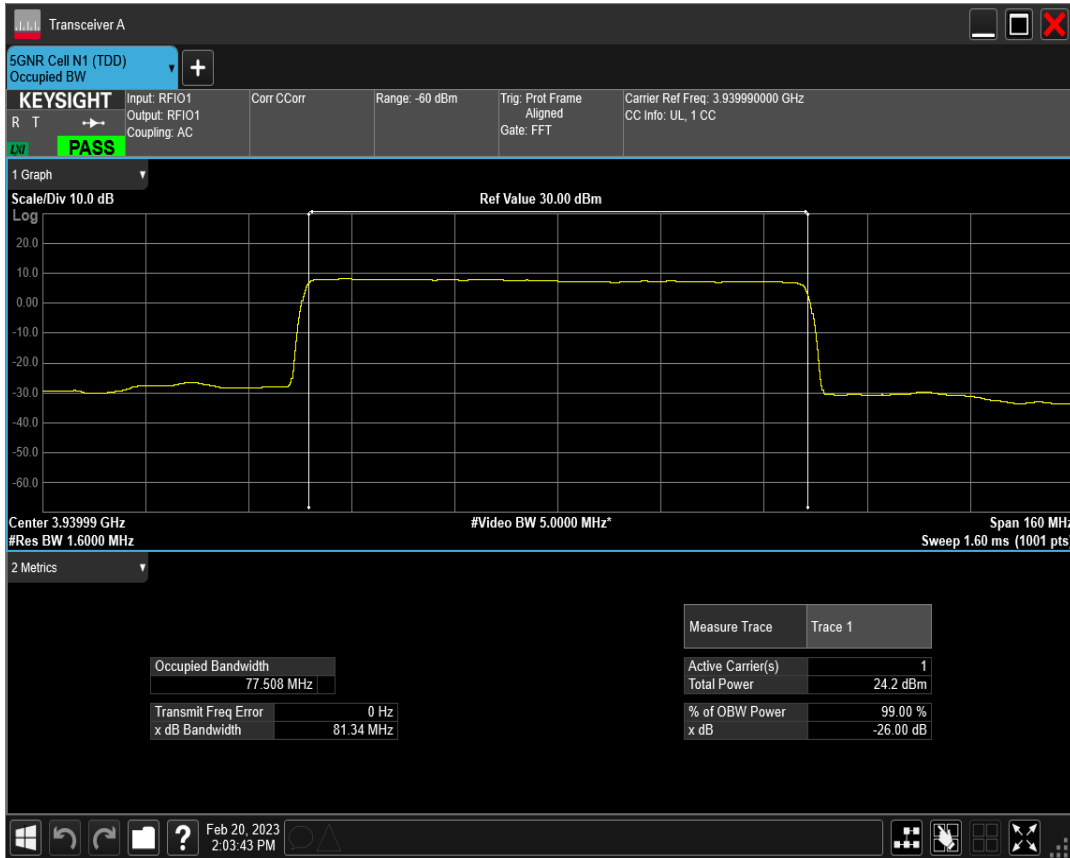 Transceiver A
5GNR Cell N1 (TDD)
Occupied BW
+
KEYSIGHT
R T
LXI PASS
Input: RFIO1
Output: RFIO1
Coupling: AC
Corr CCorr
Range: -60 dBm
Trig: Prot Frame
Aligned
Gate: FFT
Carrier Ref Freq: 3.939990000 GHz
CC Info: UL, 1 CC
1 Graph
Scale/Div 10.0 dB
Ref Value 30.00 dBm
Log
20.0
10.0
0.00
-10.0
-20.0
-30.0
-40.0
-50.0
-60.0
Center 3.93999 GHz
#Video BW 5.0000 MHz*
Span 160 MHz
#Res BW 1.6000 MHz
Sweep 1.60 ms (1001 pts)
2 Metrics
Measure Trace Trace 1
Occupied Bandwidth
77.508 MHz
Transmit Freq Error 0 Hz
x dB Bandwidth 81.34 MHz
Active Carrier(s) 1
Total Power 24.2 dBm
% of OBW Power 99.00 %
x dB -26.00 dB
?
Feb 20, 2023
2:03:43 PM